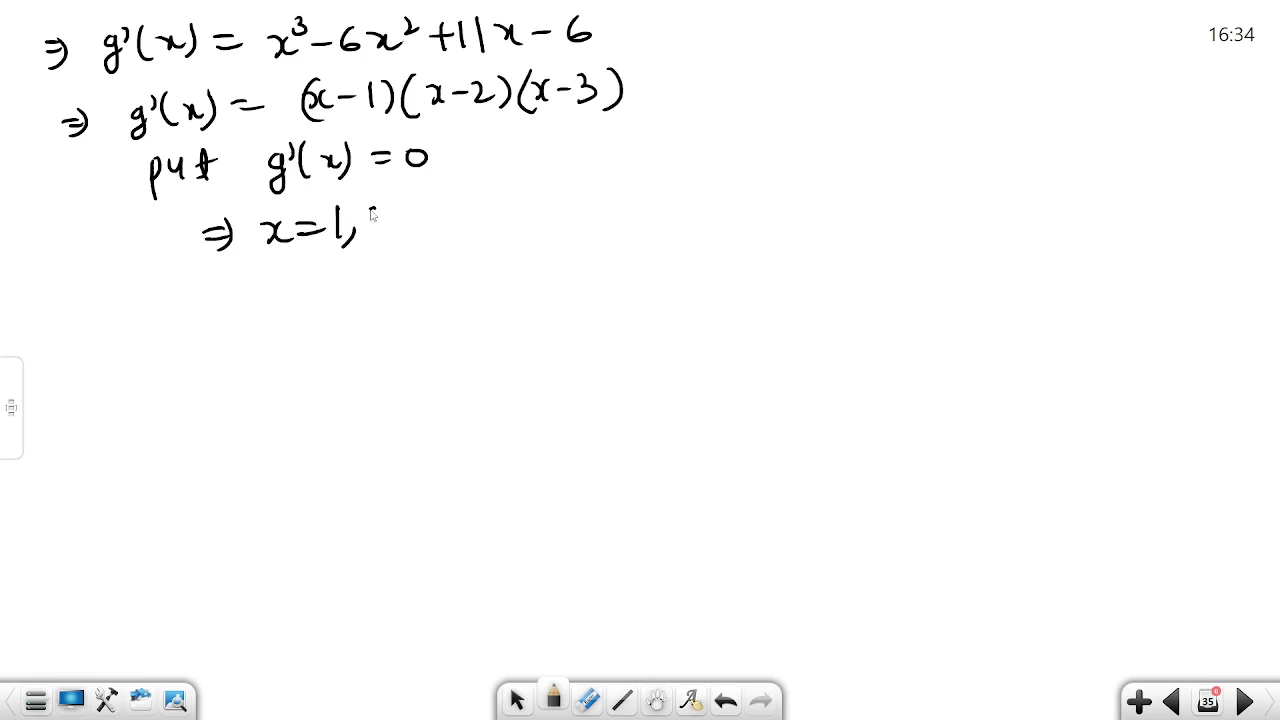 ⇒ g'(x) = x³ - 6x² + 11x - 6
16:34
⇒ g'(x) = (x-1)(x-2)(x-3)
put g'(x) = 0
⇒ x = 1,
35